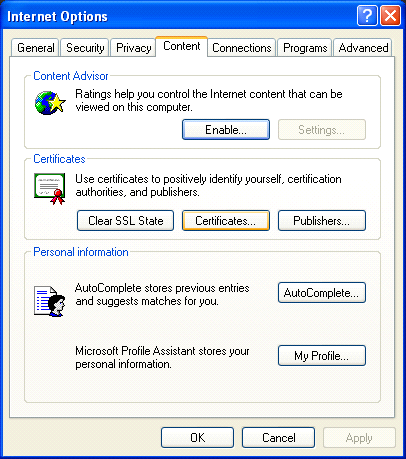 Internet Options
General Security Privacy Content Connections Programs Advanced
Content Advisor
Ratings help you control the Internet content that can be
viewed on this computer.
Enable... Settings...
Certificates
Use certificates to positively identify yourself, certification
authorities, and publishers.
Clear SSL State Certificates... Publishers...
Personal information
AutoComplete stores previous entries
and suggests matches for you.
AutoComplete...
Microsoft Profile Assistant stores your
personal information.
My Profile...
OK Cancel Apply